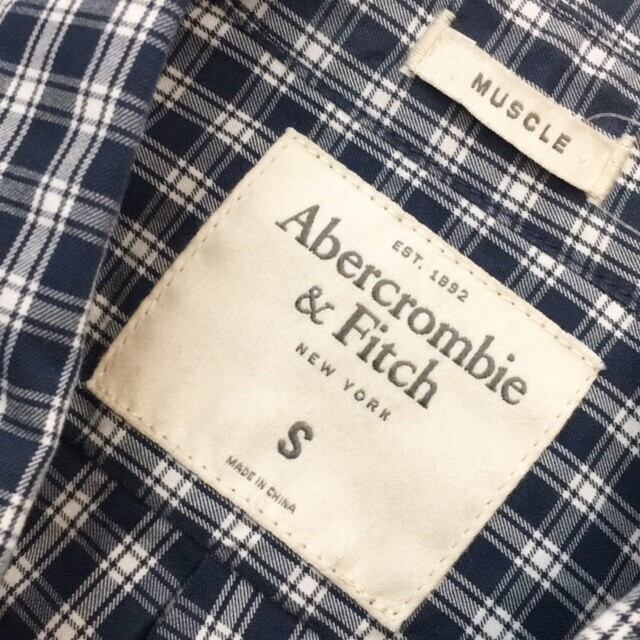 MUSCLE
EST. 1892
Abercrombie
& Fitch
NEW YORK
S
MADE IN CHINA